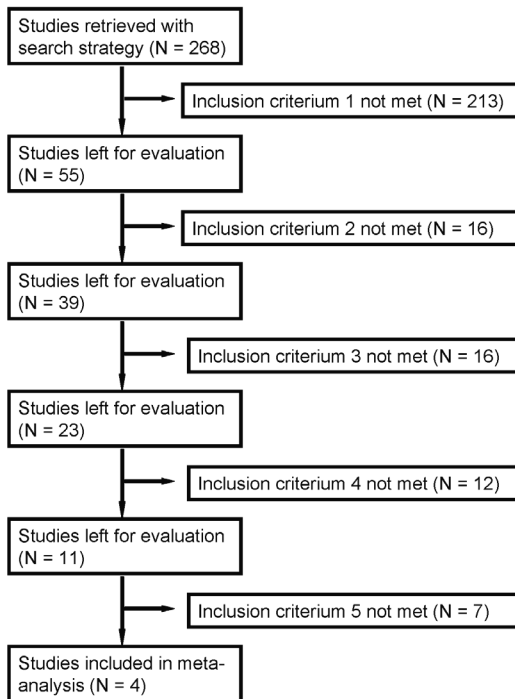 Studies retrieved with
search strategy (N = 268)
Inclusion criterium 1 not met (N = 213)
Studies left for evaluation
(N = 55)
Inclusion criterium 2 not met (N = 16)
Studies left for evaluation
(N = 39)
Inclusion criterium 3 not met (N = 16)
Studies left for evaluation
(N = 23)
Inclusion criterium 4 not met (N = 12)
Studies left for evaluation
(N = 11)
Inclusion criterium 5 not met (N = 7)
Studies included in meta-
analysis (N = 4)